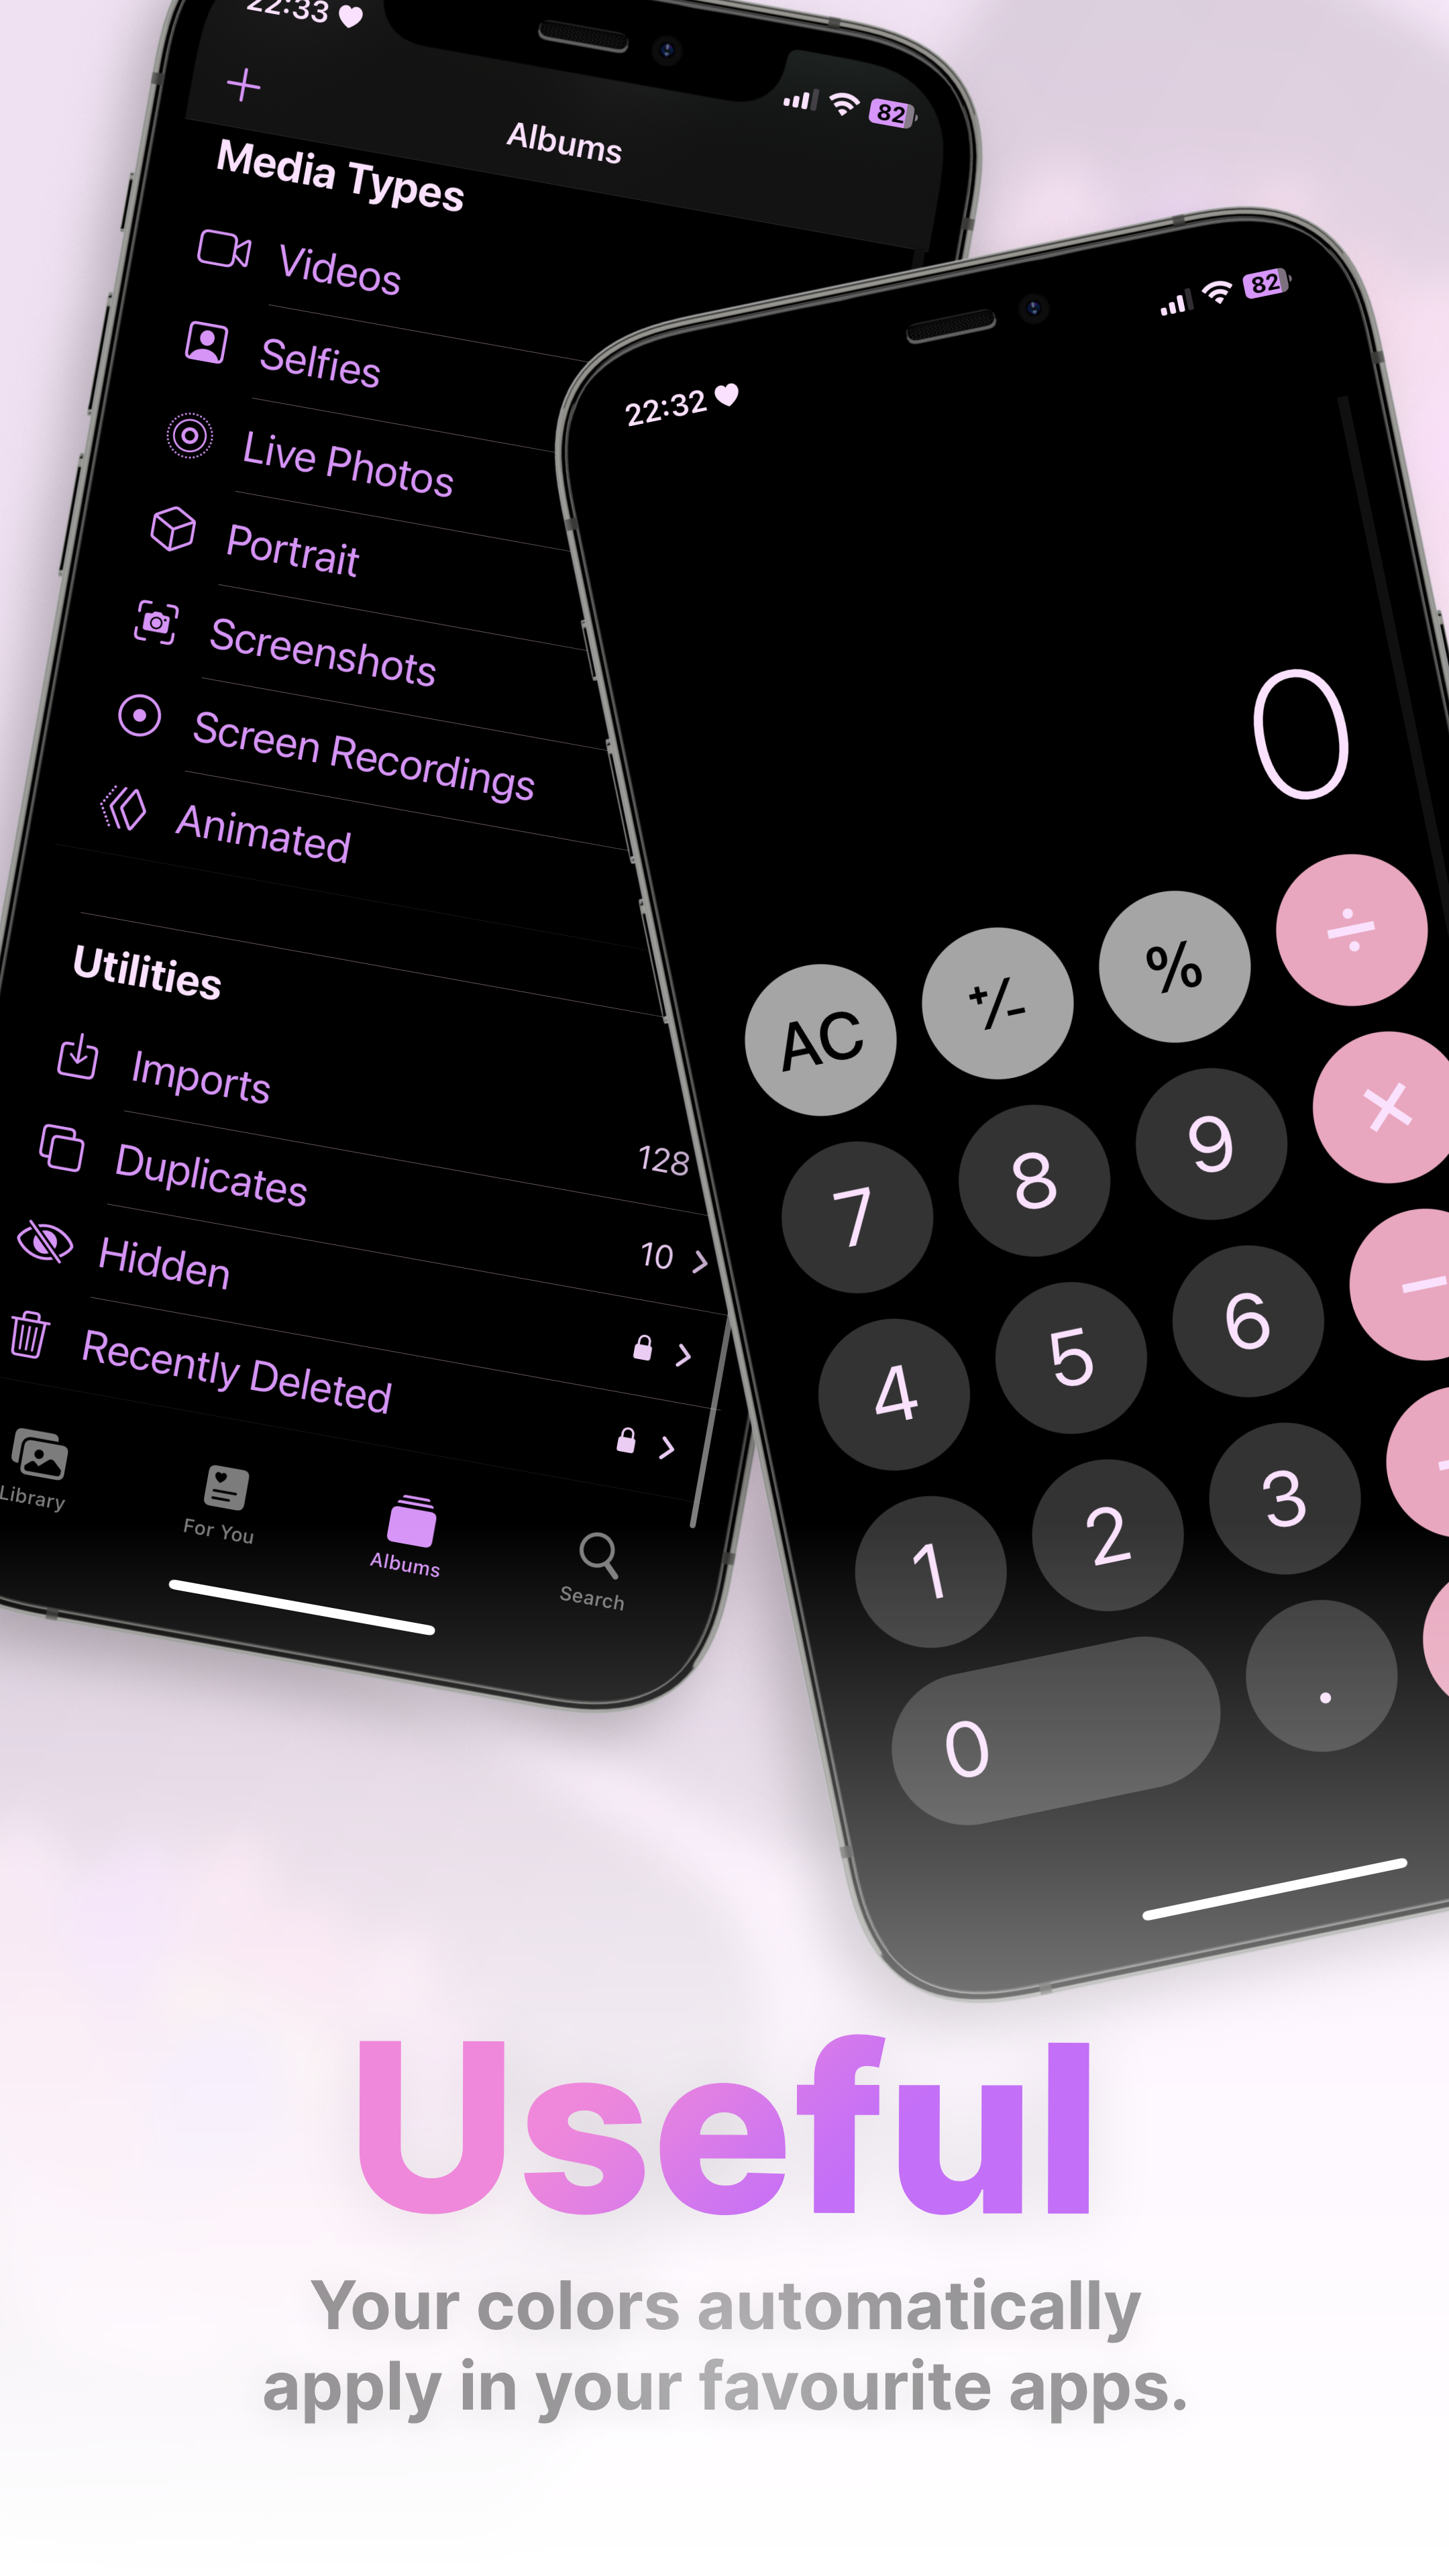 22:33
82
Albums
Media Types
Videos
Selfies
Live Photos
Portrait
Screenshots
Screen Recordings
Animated
Utilities
Imports
128
Duplicates
10
Hidden
Recently Deleted
Library
For You
Albums
Search
22:32
82
0
AC
+/-
%
÷
7
8
9
×
4
5
6
−
1
2
3
+
0
.
Useful
Your colors automatically
apply in your favourite apps.